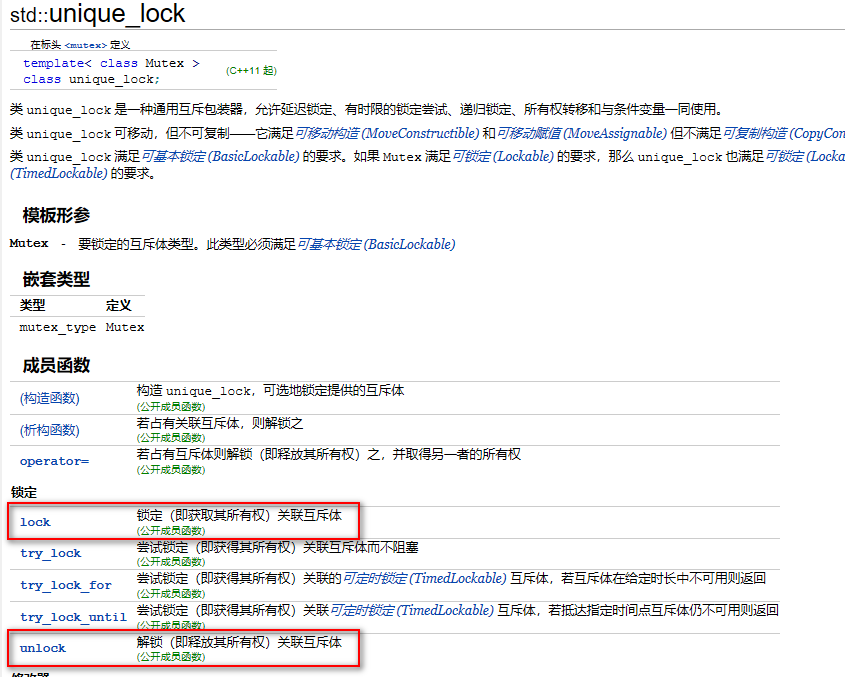 std::unique_lock
在标头 <mutex> 定义
template< class Mutex >
class unique_lock;
(C++11 起)
类 unique_lock 是一种通用互斥包装器，允许延迟锁定、有时限的锁定尝试、递归锁定、所有权转移和与条件变量一同使用。
类 unique_lock 可移动，但不可复制——它满足可移动构造 (MoveConstructible) 和可移动赋值 (MoveAssignable) 但不满足可复制构造 (CopyCon
类 unique_lock 满足可基本锁定 (BasicLockable) 的要求。如果 Mutex 满足可锁定 (Lockable) 的要求，那么 unique_lock 也满足可锁定 (Locka
(TimedLockable) 的要求。
模板形参
Mutex - 要锁定的互斥体类型。此类型必须满足可基本锁定 (BasicLockable)
嵌套类型
类型 定义
mutex_type Mutex
成员函数
(构造函数) 构造 unique_lock，可选地锁定提供的互斥体
(公开成员函数)
(析构函数) 若占有关联互斥体，则解锁之
(公开成员函数)
operator= 若占有互斥体则解锁（即释放其所有权）之，并取得另一者的所有权
(公开成员函数)
锁定
lock 锁定（即获取其所有权）关联互斥体
(公开成员函数)
try_lock 尝试锁定（即获得其所有权）关联互斥体而不阻塞
(公开成员函数)
try_lock_for 尝试锁定（即获得其所有权）关联的可定时锁定 (TimedLockable) 互斥体，若互斥体在给定时长中不可用则返回
(公开成员函数)
try_lock_until 尝试锁定（即获得其所有权）关联可定时锁定 (TimedLockable) 互斥体，若抵达指定时间点互斥体仍不可用则返回
(公开成员函数)
unlock 解锁（即释放其所有权）关联互斥体
(公开成员函数)